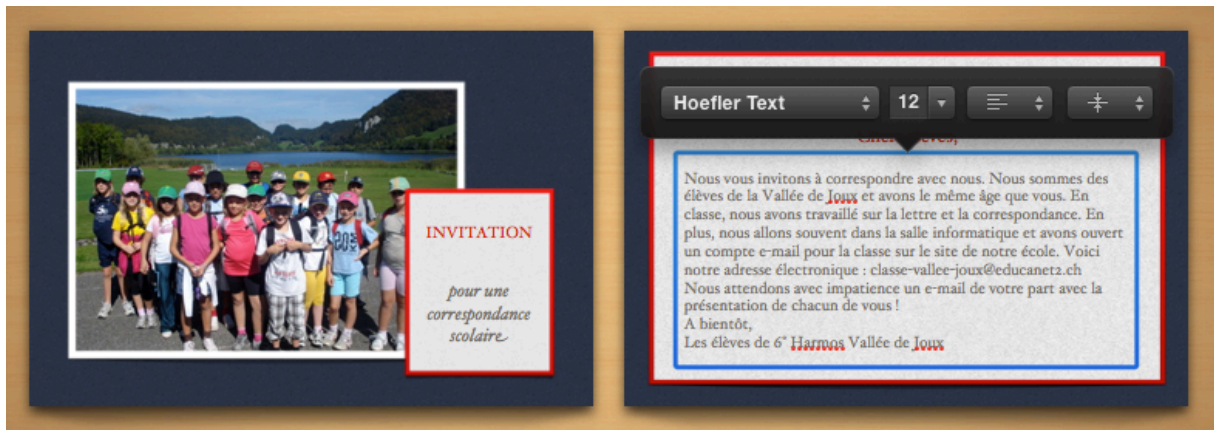 INVITATION
pour une
correspondance
scolaire
Hoefler Text
12
Nous vous invitons à correspondre avec nous. Nous sommes des
élèves de la Vallée de Joux et avons le même âge que vous. En
classe, nous avons travaillé sur la lettre et la correspondance. En
plus, nous allons souvent dans la salle informatique et avons ouvert
un compte e-mail pour la classe sur le site de notre école. Voici
notre adresse électronique : classe-vallee-joux@educanet2.ch
Nous attendons avec impatience un e-mail de votre part avec la
présentation de chacun de vous !
A bientôt,
Les élèves de 6° Harmos Vallée de Joux